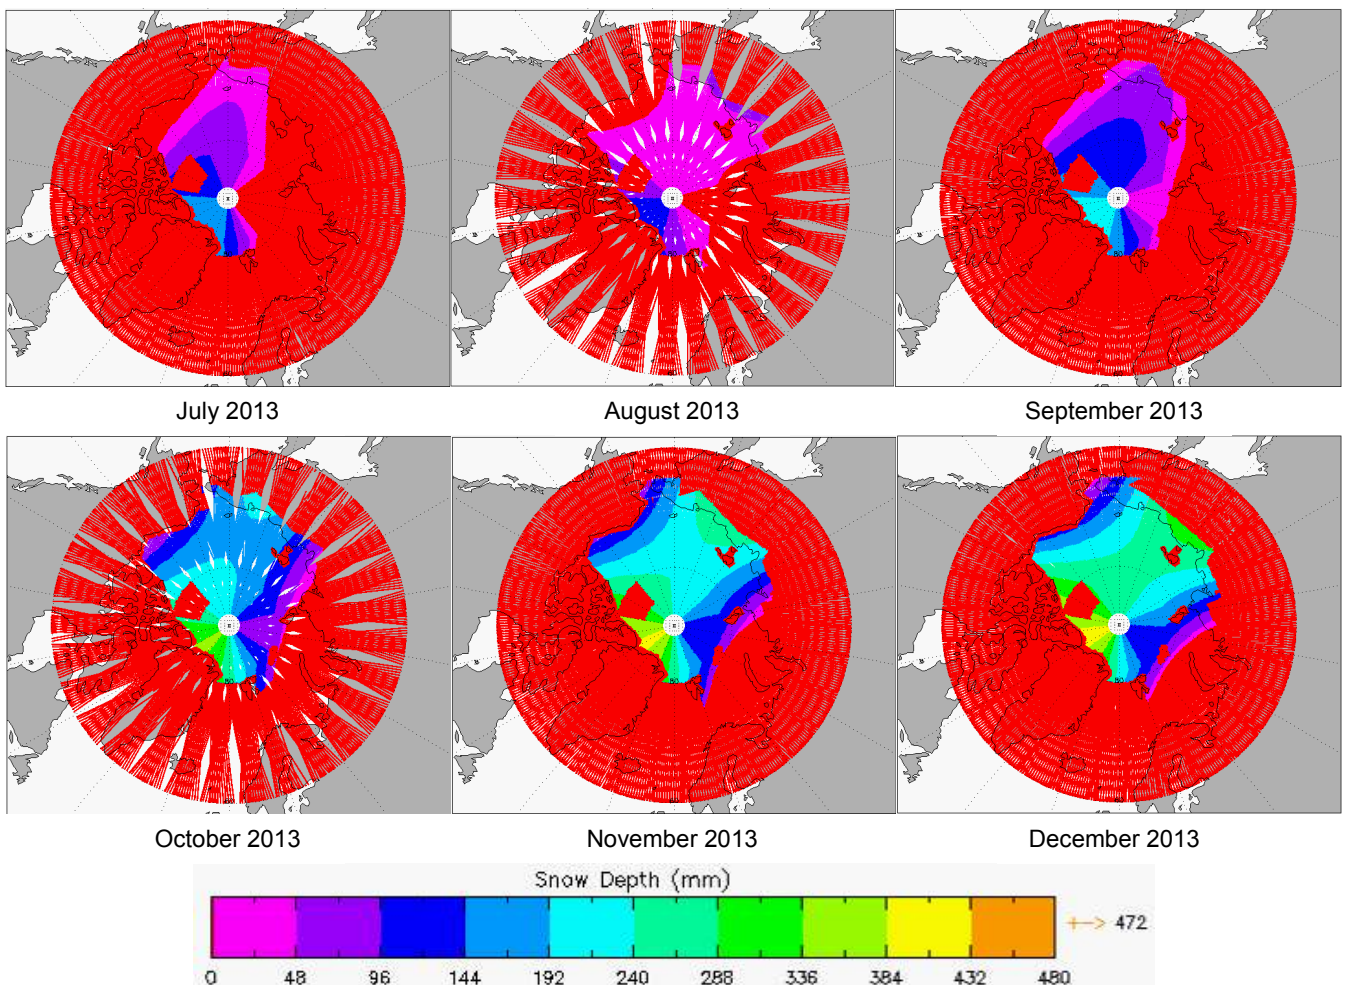 July 2013
August 2013
September 2013
October 2013
November 2013
December 2013
Snow Depth (mm)
+--> 472
0 48 96 144 192 240 288 336 384 432 480